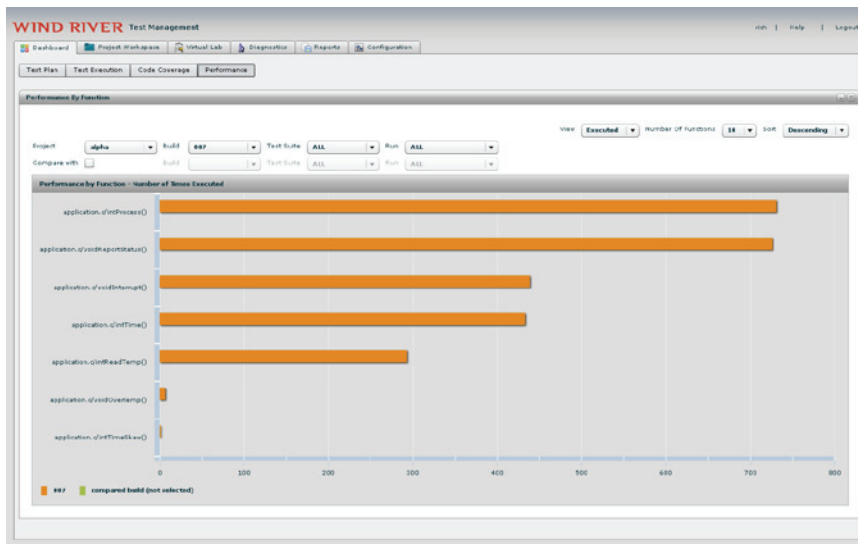 WIND RIVER Test Management
rich | Help | Logout
Dashboard Project Workspace Virtual Lab Diagnostics Reports Configuration
Test Plan Test Execution Code Coverage Performance
Performance By Function
View Executed Number Of Functions 10 Sort Descending
Project alpha Build 007 Test Suite ALL Run ALL
Compare with Build Test Suite ALL Run ALL
Performance by Function - Number of Times Executed
application.c/intProcess()
application.c/voidReportStatus()
application.c/voidInterrupt()
application.c/intTime()
application.c/intReadTemp()
application.c/voidOvertemp()
application.c/intTimeSkew()
0 100 200 300 400 500 600 700 800
007 compared build (not selected)